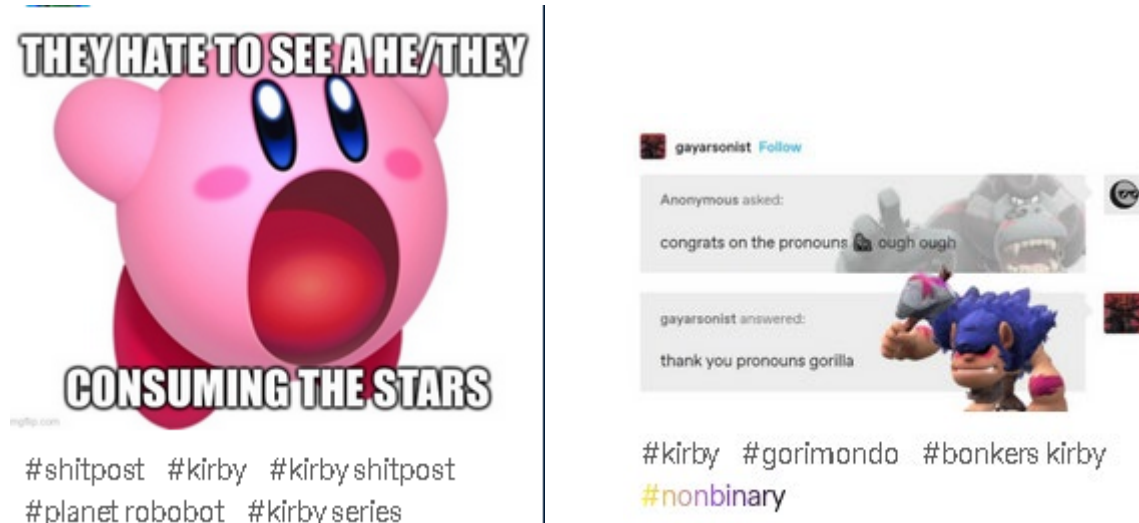 THEY HATE TO SEE A HE/THEY
CONSUMING THE STARS
mgflip.com
#shitpost #kirby #kirby shitpost
#planet robobot #kirby series
gayarsonist Follow
Anonymous asked:
congrats on the pronouns ough ough
gayarsonist answered:
thank you pronouns gorilla
#kirby #gorimondo #bonkers kirby
#nonbinary